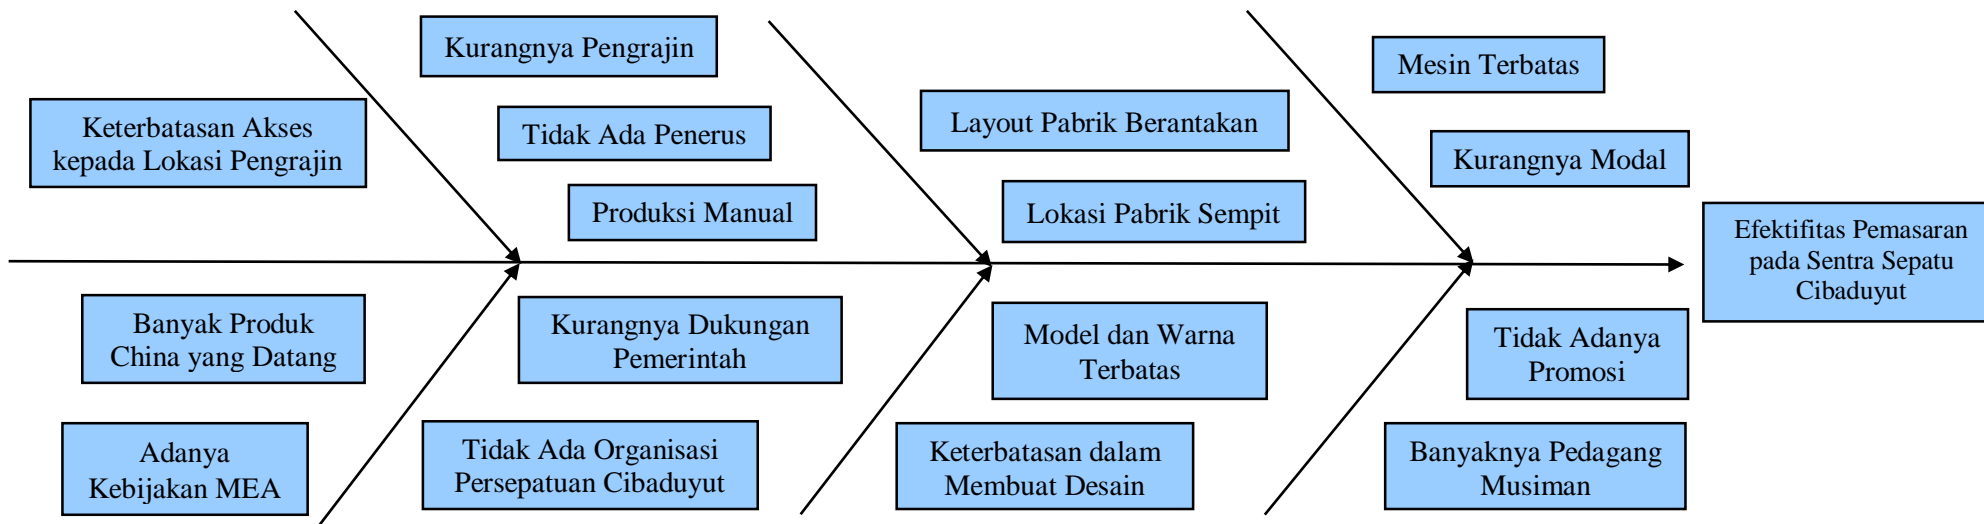 Kurangnya Pengrajin
Mesin Terbatas
Keterbatasan Akses
kepada Lokasi Pengrajin
Tidak Ada Penerus
Layout Pabrik Berantakan
Kurangnya Modal
Produksi Manual
Lokasi Pabrik Sempit
Efektifitas Pemasaran
pada Sentra Sepatu
Cibaduyut
Banyak Produk
China yang Datang
Kurangnya Dukungan
Pemerintah
Model dan Warna
Terbatas
Tidak Adanya
Promosi
Adanya
Kebijakan MEA
Tidak Ada Organisasi
Persepatuan Cibaduyut
Keterbatasan dalam
Membuat Desain
Banyaknya Pedagang
Musiman